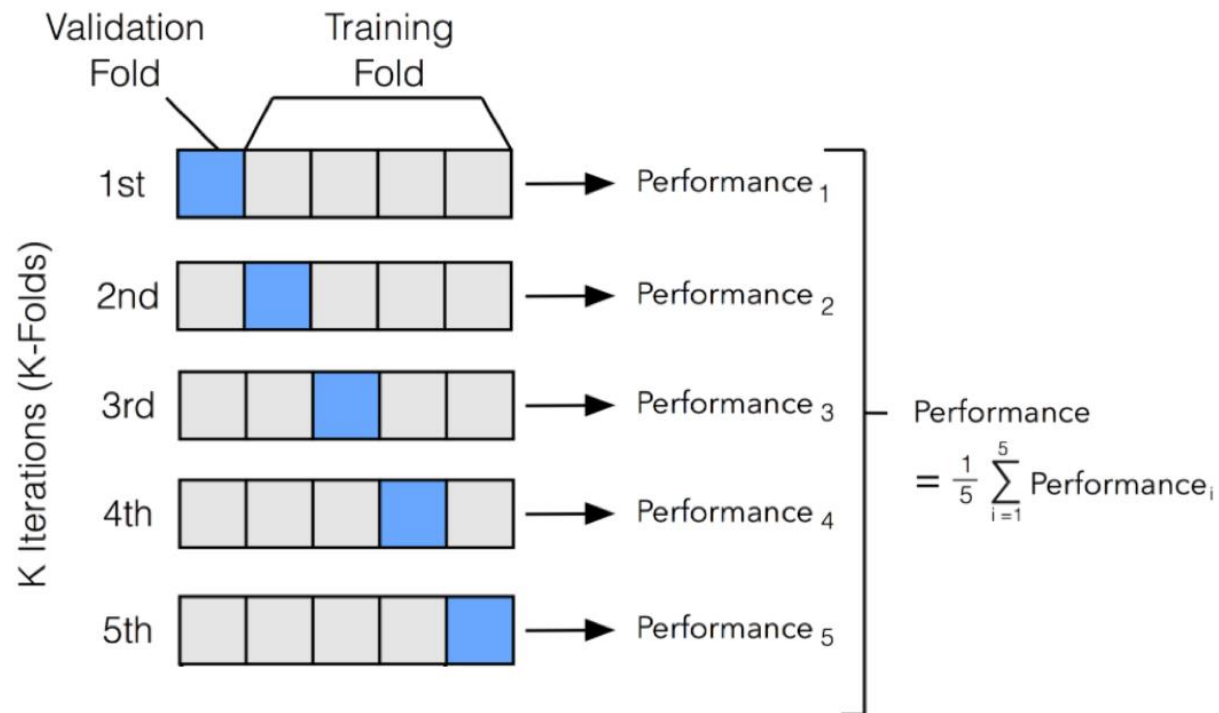 Validation
Fold
Training
Fold
K Iterations (K-Folds)
1st
Performance 1
2nd
Performance 2
3rd
Performance 3
4th
Performance 4
5th
Performance 5
Performance
= 1/5 5∑i=1 Performancei